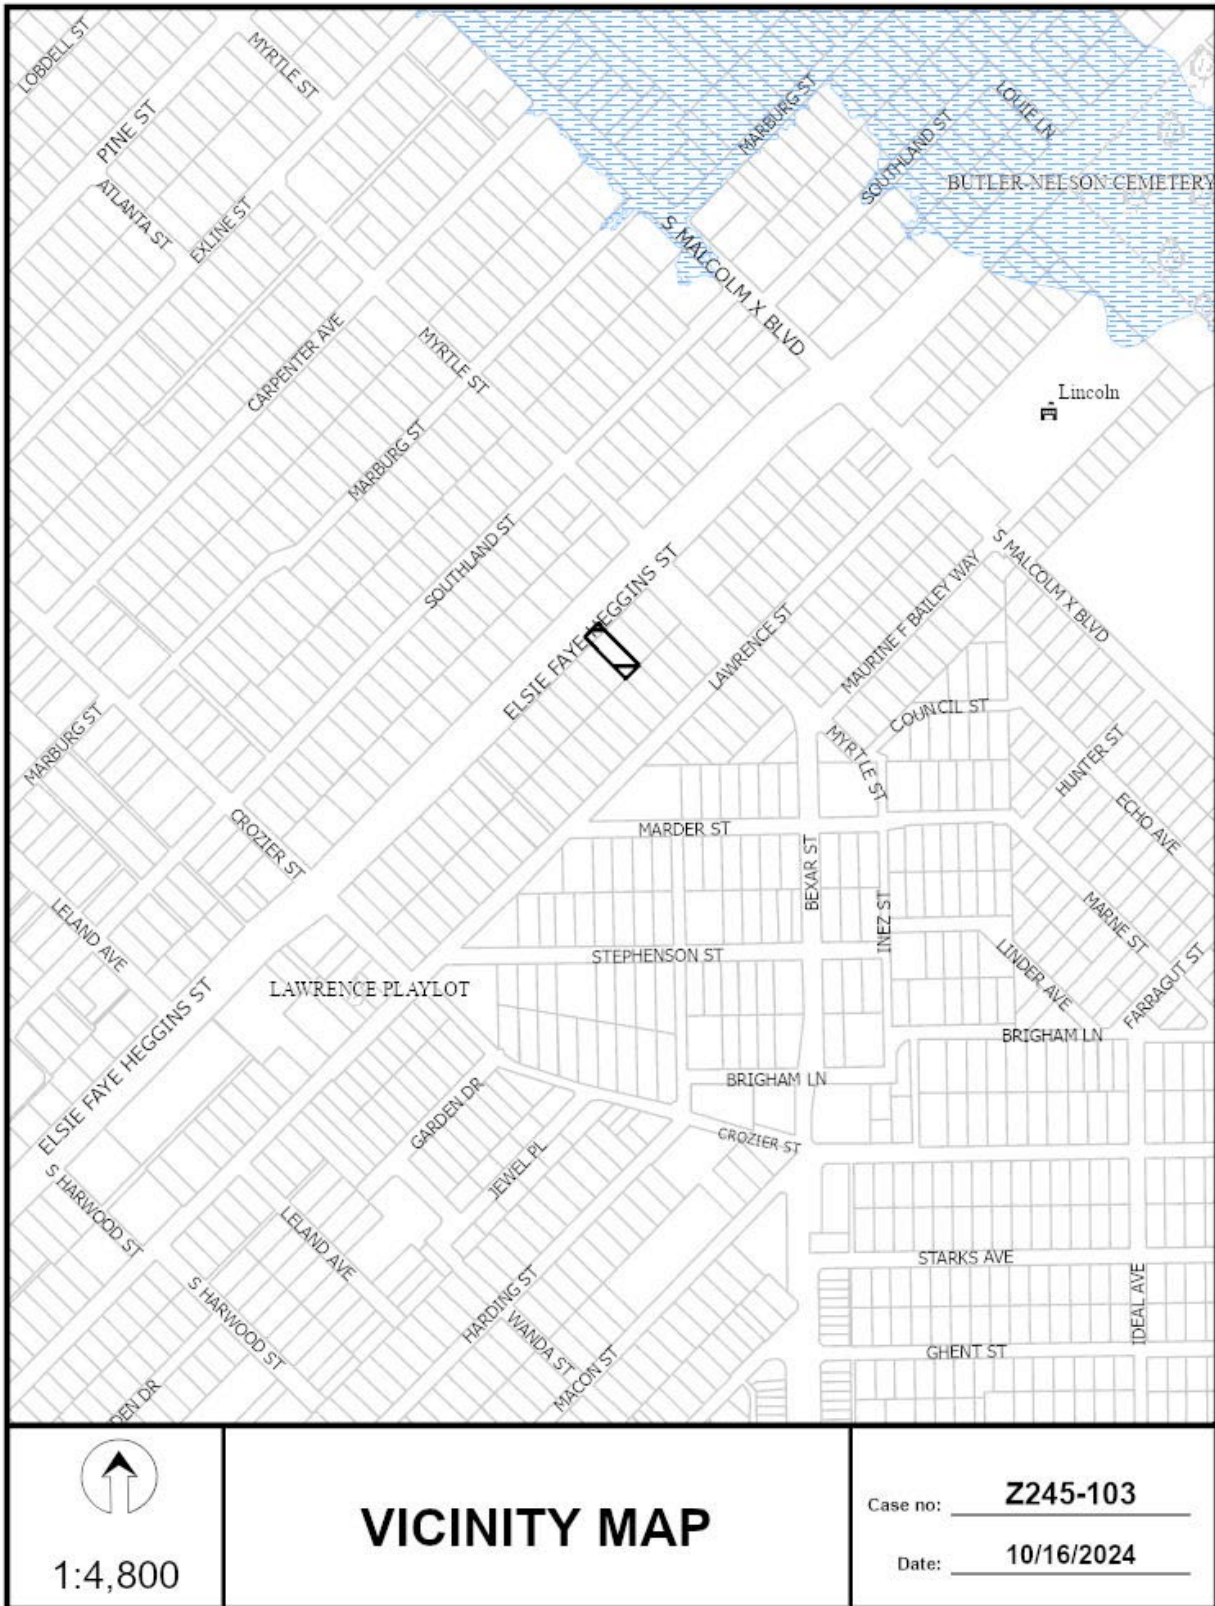 LOBDELL ST
MYRTLE ST
PINE ST
ATLANTA ST
EXLINE ST
MARBURG ST
LOUIE LN
SOUTHLAND ST
BUTLER-NELSON CEMETERY
S MALCOLM X BLVD
CARPENTER AVE
MYRTLE ST
Lincoln
MARBURG ST
SOUTHLAND ST
ELSIE FAYE HEGGINS ST
LAWRENCE ST
MAURINE F BAILEY WAY
S MALCOLM X BLVD
COUNCIL ST
MYRTLE ST
HUNTER ST
ECHO AVE
MARBURG ST
CROZIER ST
MARDER ST
BEXAR ST
INEZ ST
MARNE ST
LELAND AVE
STEPHENSON ST
LINDER AVE
FARRAGUT ST
LAWRENCE PLAYLOT
ELSIE FAYE HEGGINS ST
BRIGHAM LN
BRIGHAM LN
GARDEN DR
CROZIER ST
JEWEL PL
S HARWOOD ST
LELAND AVE
STARKS AVE
IDEAL AVE
S HARWOOD ST
HARDING ST
WANDA ST
MACON ST
GHENT ST
DEN DR
1:4,800
VICINITY MAP
Case no: Z245-103
Date: 10/16/2024